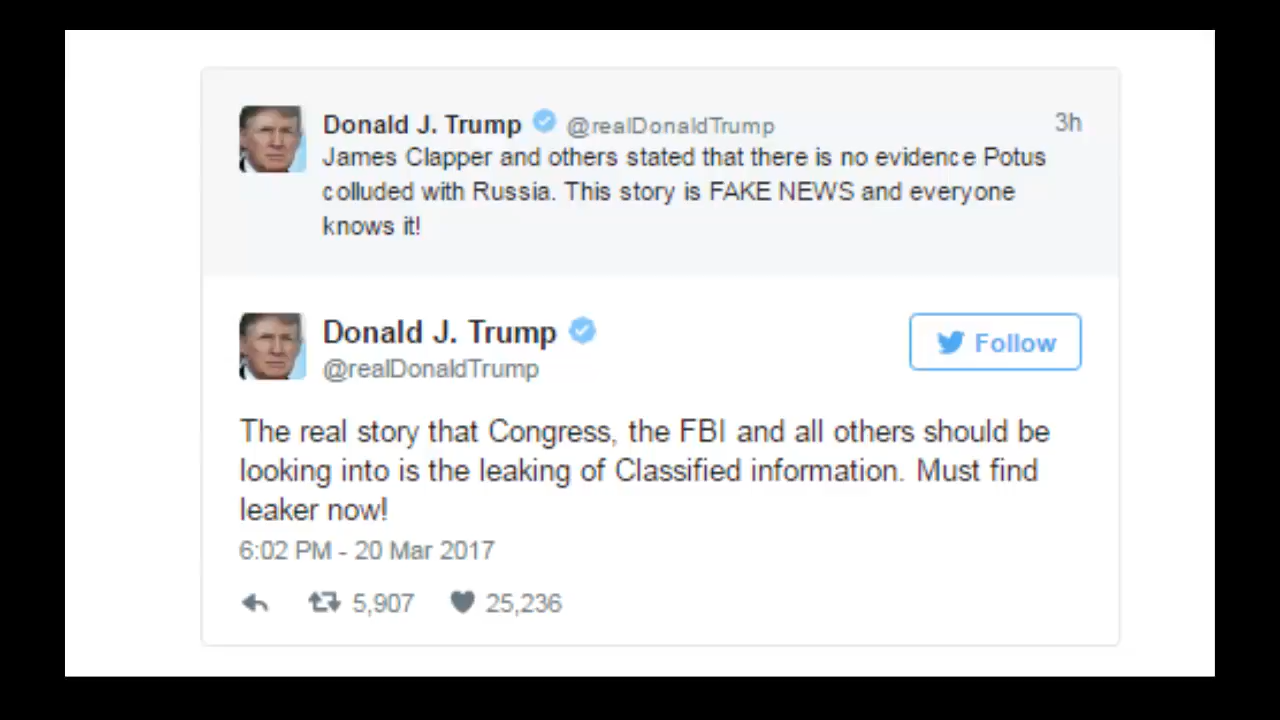 Donald J. Trump @realDonaldTrump 3h
James Clapper and others stated that there is no evidence Potus
colluded with Russia. This story is FAKE NEWS and everyone
knows it!
Donald J. Trump
@realDonaldTrump
Follow
The real story that Congress, the FBI and all others should be
looking into is the leaking of Classified information. Must find
leaker now!
6:02 PM - 20 Mar 2017
5,907 25,236